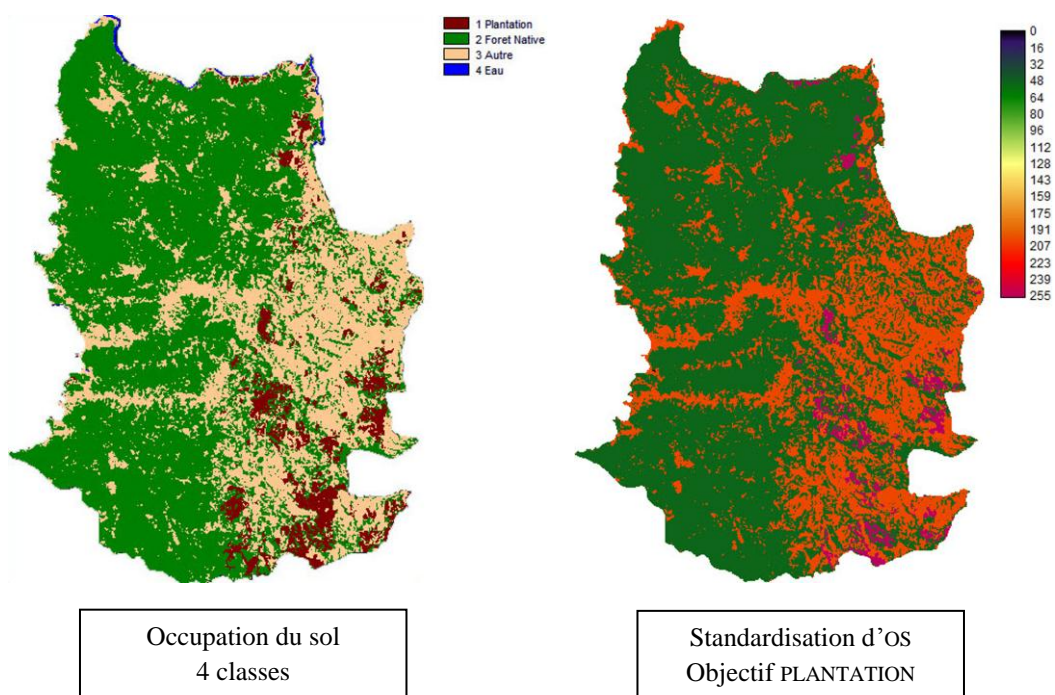 1 Plantation
2 Foret Native
3 Autre
4 Eau
0
16
32
48
64
80
96
112
128
143
159
175
191
207
223
239
255
Occupation du sol
4 classes
Standardisation d’OS
Objectif PLANTATION